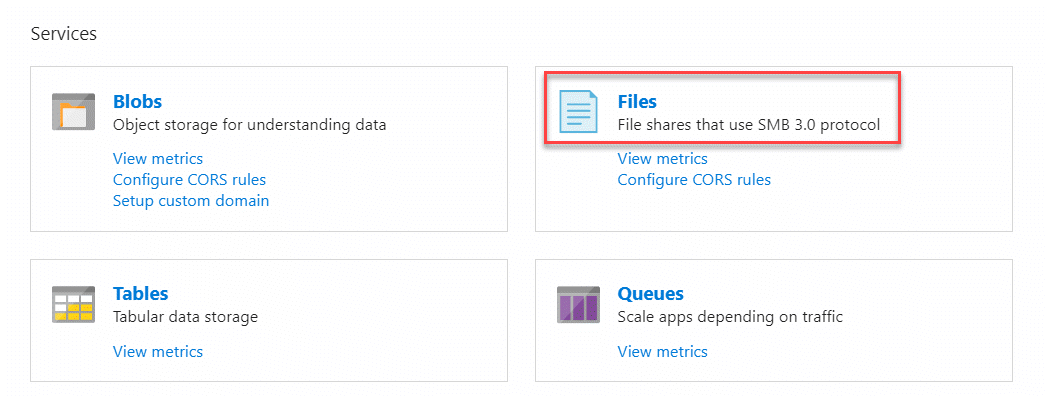 Services
Blobs
Object storage for understanding data
View metrics
Configure CORS rules
Setup custom domain
Files
File shares that use SMB 3.0 protocol
View metrics
Configure CORS rules
Tables
Tabular data storage
View metrics
Queues
Scale apps depending on traffic
View metrics